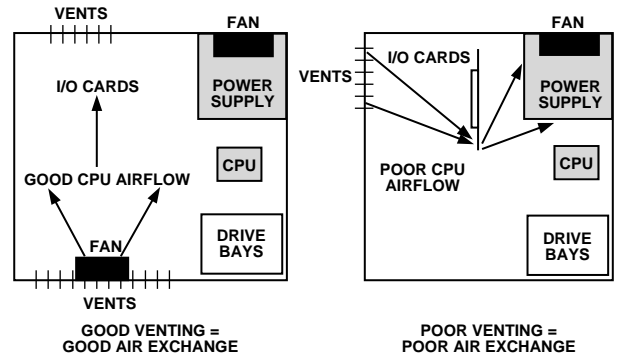 VENTS
FAN
I/O CARDS
POWER
SUPPLY
CPU
GOOD CPU AIRFLOW
FAN
DRIVE
BAYS
VENTS
GOOD VENTING =
GOOD AIR EXCHANGE
FAN
I/O CARDS
VENTS
POWER
SUPPLY
CPU
POOR CPU
AIRFLOW
DRIVE
BAYS
POOR VENTING =
POOR AIR EXCHANGE